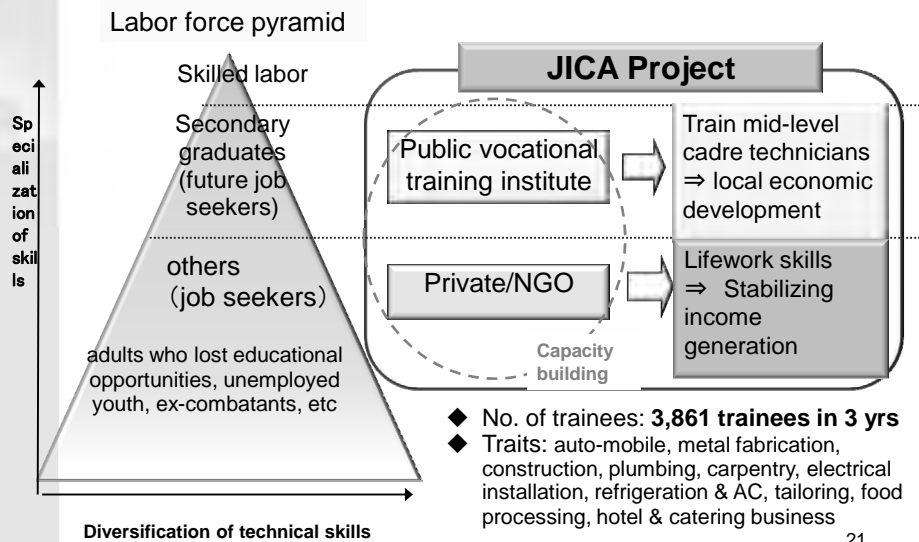 Labor force pyramid
Skilled labor
Secondary
graduates
(future job
seekers)
others
（job seekers）
adults who lost educational
opportunities, unemployed
youth, ex-combatants, etc
Sp
eci
ali
zat
ion
of
skil
ls
Diversification of technical skills
JICA Project
Public vocational
training institute
Train mid-level
cadre technicians
⇒ local economic
development
Private/NGO
Lifework skills
⇒ Stabilizing
income
generation
Capacity
building
◆ No. of trainees: 3,861 trainees in 3 yrs
◆ Traits: auto-mobile, metal fabrication,
construction, plumbing, carpentry, electrical
installation, refrigeration & AC, tailoring, food
processing, hotel & catering business
21